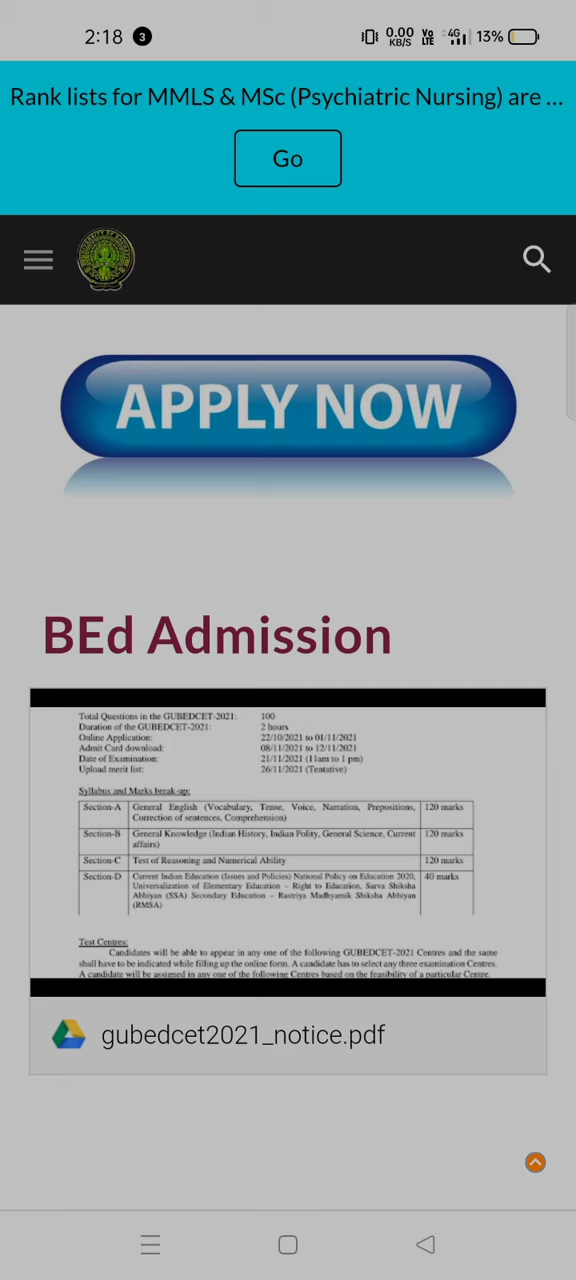 2:18 3 0.00 KB/S Vo LTE 4G 13%
Rank lists for MMLS & MSc (Psychiatric Nursing) are ...
Go
APPLY NOW
BEd Admission
Total Questions in the GUBEDCET-2021: 100
Duration of the GUBEDCET-2021: 2 hours
Online Application: 22/10/2021 to 01/11/2021
Admit Card download: 08/11/2021 to 12/11/2021
Date of Examination: 21/11/2021 (11am to 1 pm)
Upload merit list: 26/11/2021 (Tentative)
Syllabus and Marks break-up:
Section-A General English (Vocabulary, Tense, Voice, Narration, Prepositions, 120 marks
Correction of sentences, Comprehension)
Section-B General Knowledge (Indian History, Indian Polity, General Science, Current 120 marks
affairs)
Section-C Test of Reasoning and Numerical Ability 120 marks
Section-D Current Indian Education (Issues and Policies) National Policy on Education 2020, 40 marks
Universalization of Elementary Education – Right to Education, Sarva Shiksha
Abhiyan (SSA) Secondary Education – Rastriya Madhyamik Shiksha Abhiyan
(RMSA)
Test Centres:
Candidates will be able to appear in any one of the following GUBEDCET-2021 Centres and the same
shall have to be indicated while filling up the online form. A candidate has to select any three examination Centres.
A candidate will be assigned in any one of the following Centres based on the feasibility of a particular Centre.
gubedcet2021_notice.pdf